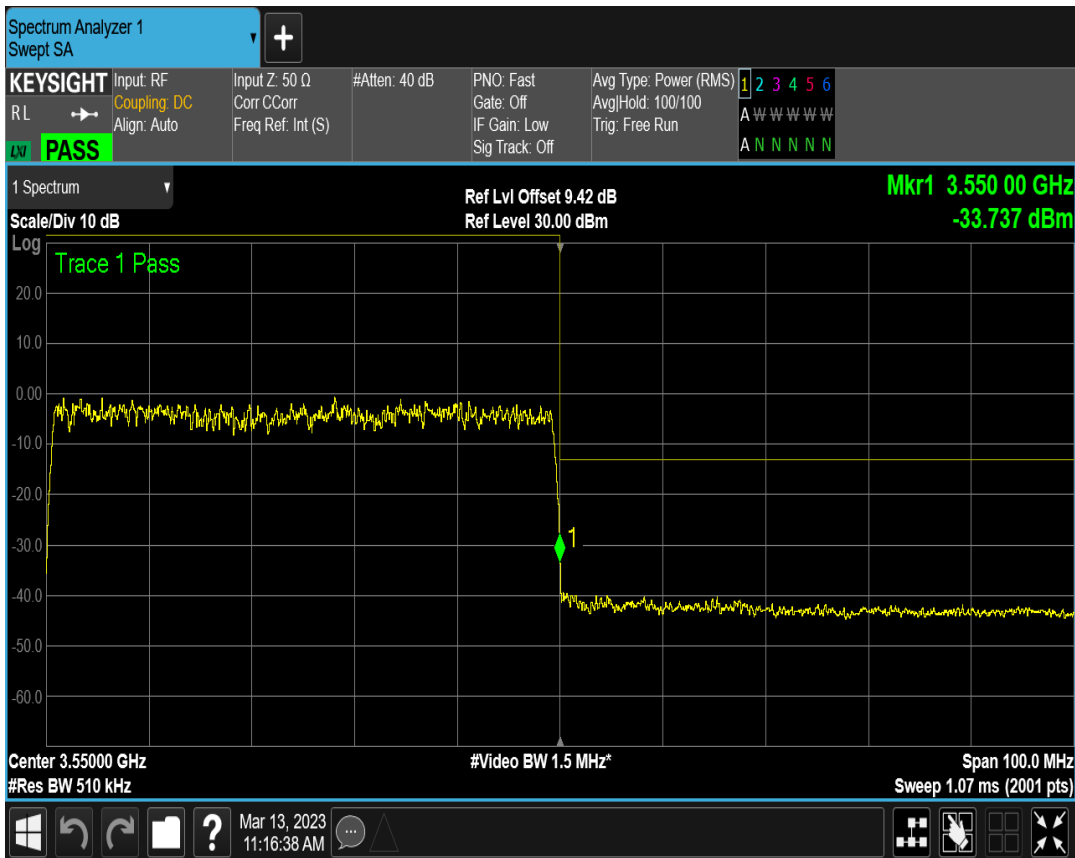 Spectrum Analyzer 1
Swept SA
+
KEYSIGHT
RL
LXI PASS
Input: RF
Coupling: DC
Align: Auto
Input Z: 50 Ω
Corr CCorr
Freq Ref: Int (S)
#Atten: 40 dB
PNO: Fast
Gate: Off
IF Gain: Low
Sig Track: Off
Avg Type: Power (RMS)
Avg|Hold: 100/100
Trig: Free Run
1 2 3 4 5 6
A W W W W W
A N N N N N
1 Spectrum
Scale/Div 10 dB
Ref Lvl Offset 9.42 dB
Ref Level 30.00 dBm
Mkr1 3.550 00 GHz
-33.737 dBm
Log
Trace 1 Pass
20.0
10.0
0.00
-10.0
-20.0
-30.0
-40.0
-50.0
-60.0
1
Center 3.55000 GHz
#Res BW 510 kHz
#Video BW 1.5 MHz*
Span 100.0 MHz
Sweep 1.07 ms (2001 pts)
?
Mar 13, 2023
11:16:38 AM